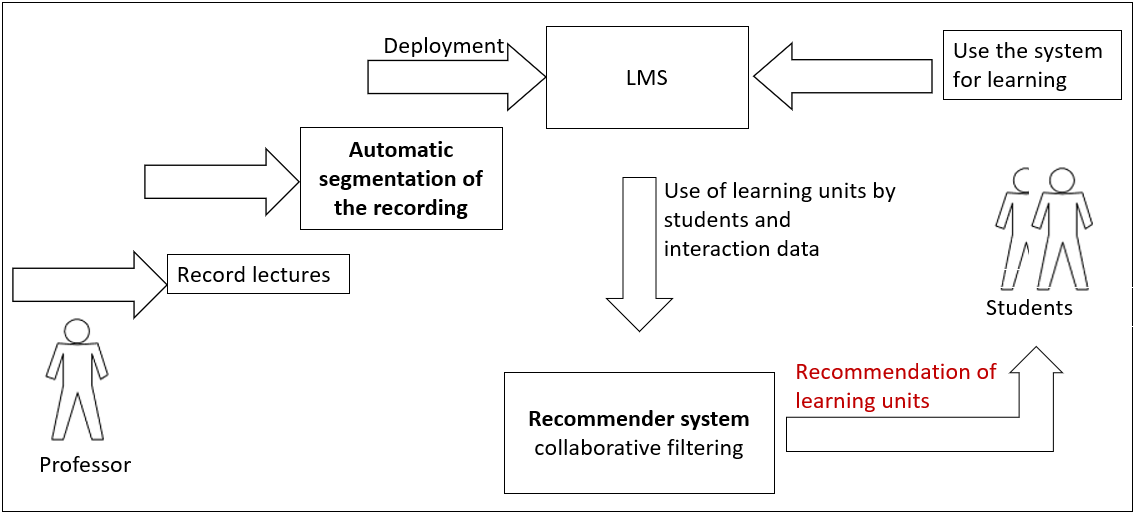 Deployment
LMS
Use the system
for learning
Automatic
segmentation of
the recording
Use of learning units by
students and
interaction data
Record lectures
Students
Professor
Recommender system
collaborative filtering
Recommendation of
learning units